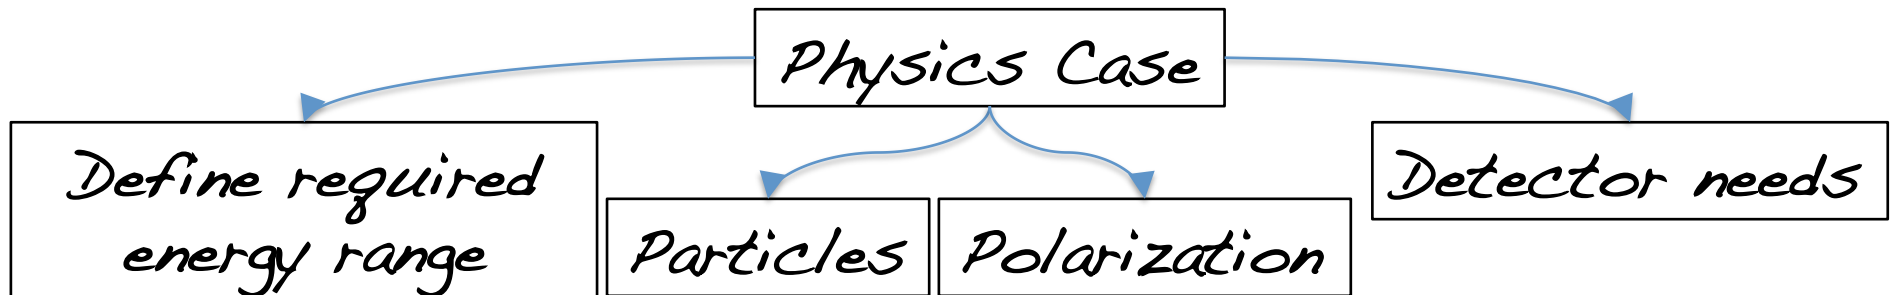 Physics Case
Define required
energy range
Particles
Polarization
Detector needs